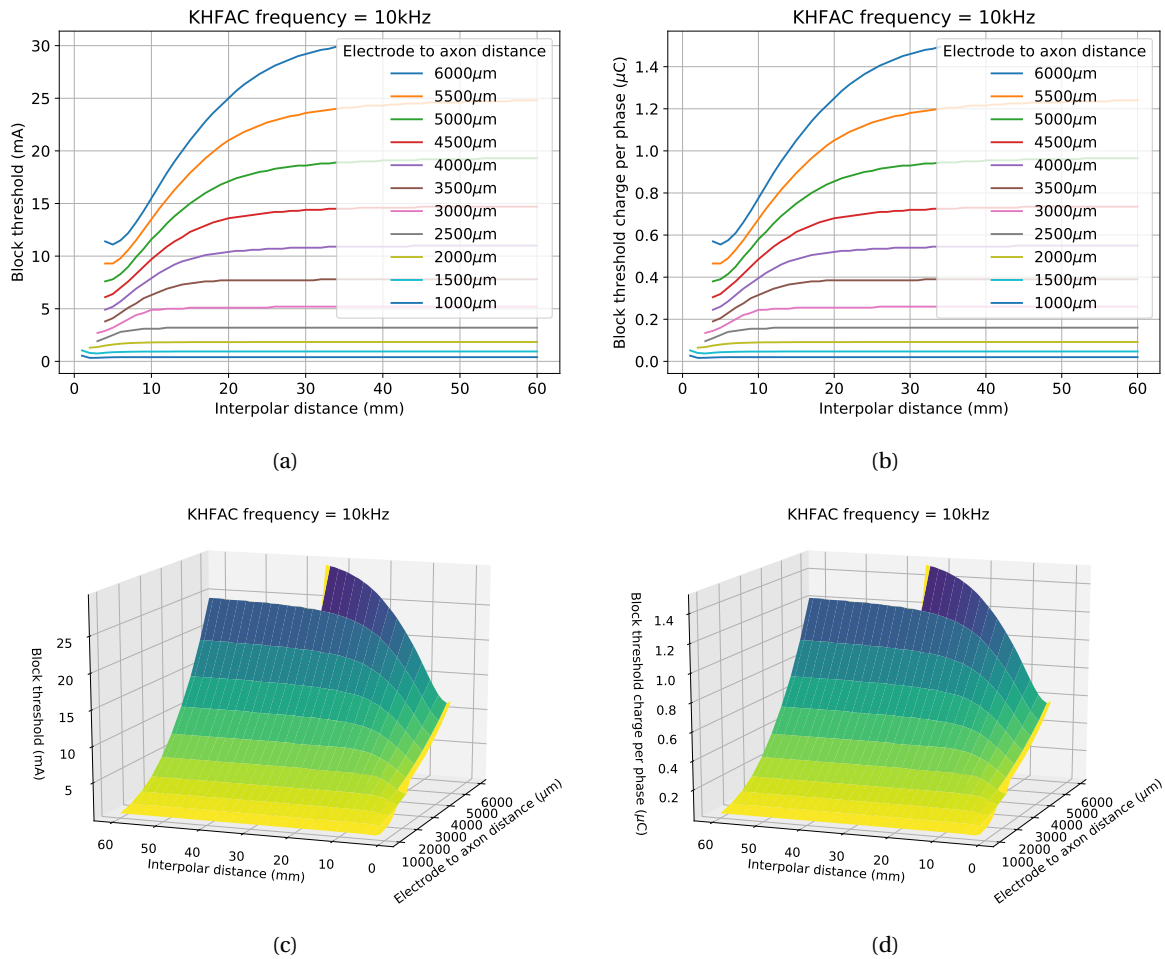 KHFAC frequency = 10kHz
Block threshold (mA)
30
25
20
15
10
5
0
Electrode to axon distance
6000μm
5500μm
5000μm
4500μm
4000μm
3500μm
3000μm
2500μm
2000μm
1500μm
1000μm
0 10 20 30 40 50 60
Interpolar distance (mm)
(a)
KHFAC frequency = 10kHz
Block threshold charge per phase (μC)
1.4
1.2
1.0
0.8
0.6
0.4
0.2
0.0
Electrode to axon distance
6000μm
5500μm
5000μm
4500μm
4000μm
3500μm
3000μm
2500μm
2000μm
1500μm
1000μm
0 10 20 30 40 50 60
Interpolar distance (mm)
(b)
KHFAC frequency = 10kHz
Block threshold (mA)
25
20
15
10
5
60 50 40 30 20 10 0
Interpolar distance (mm)
6000
5000
4000
3000
2000
1000
Electrode to axon distance (μm)
(c)
KHFAC frequency = 10kHz
Block threshold charge per phase (μC)
1.4
1.2
1.0
0.8
0.6
0.4
0.2
60 50 40 30 20 10 0
Interpolar distance (mm)
6000
5000
4000
3000
2000
1000
Electrode to axon distance (μm)
(d)